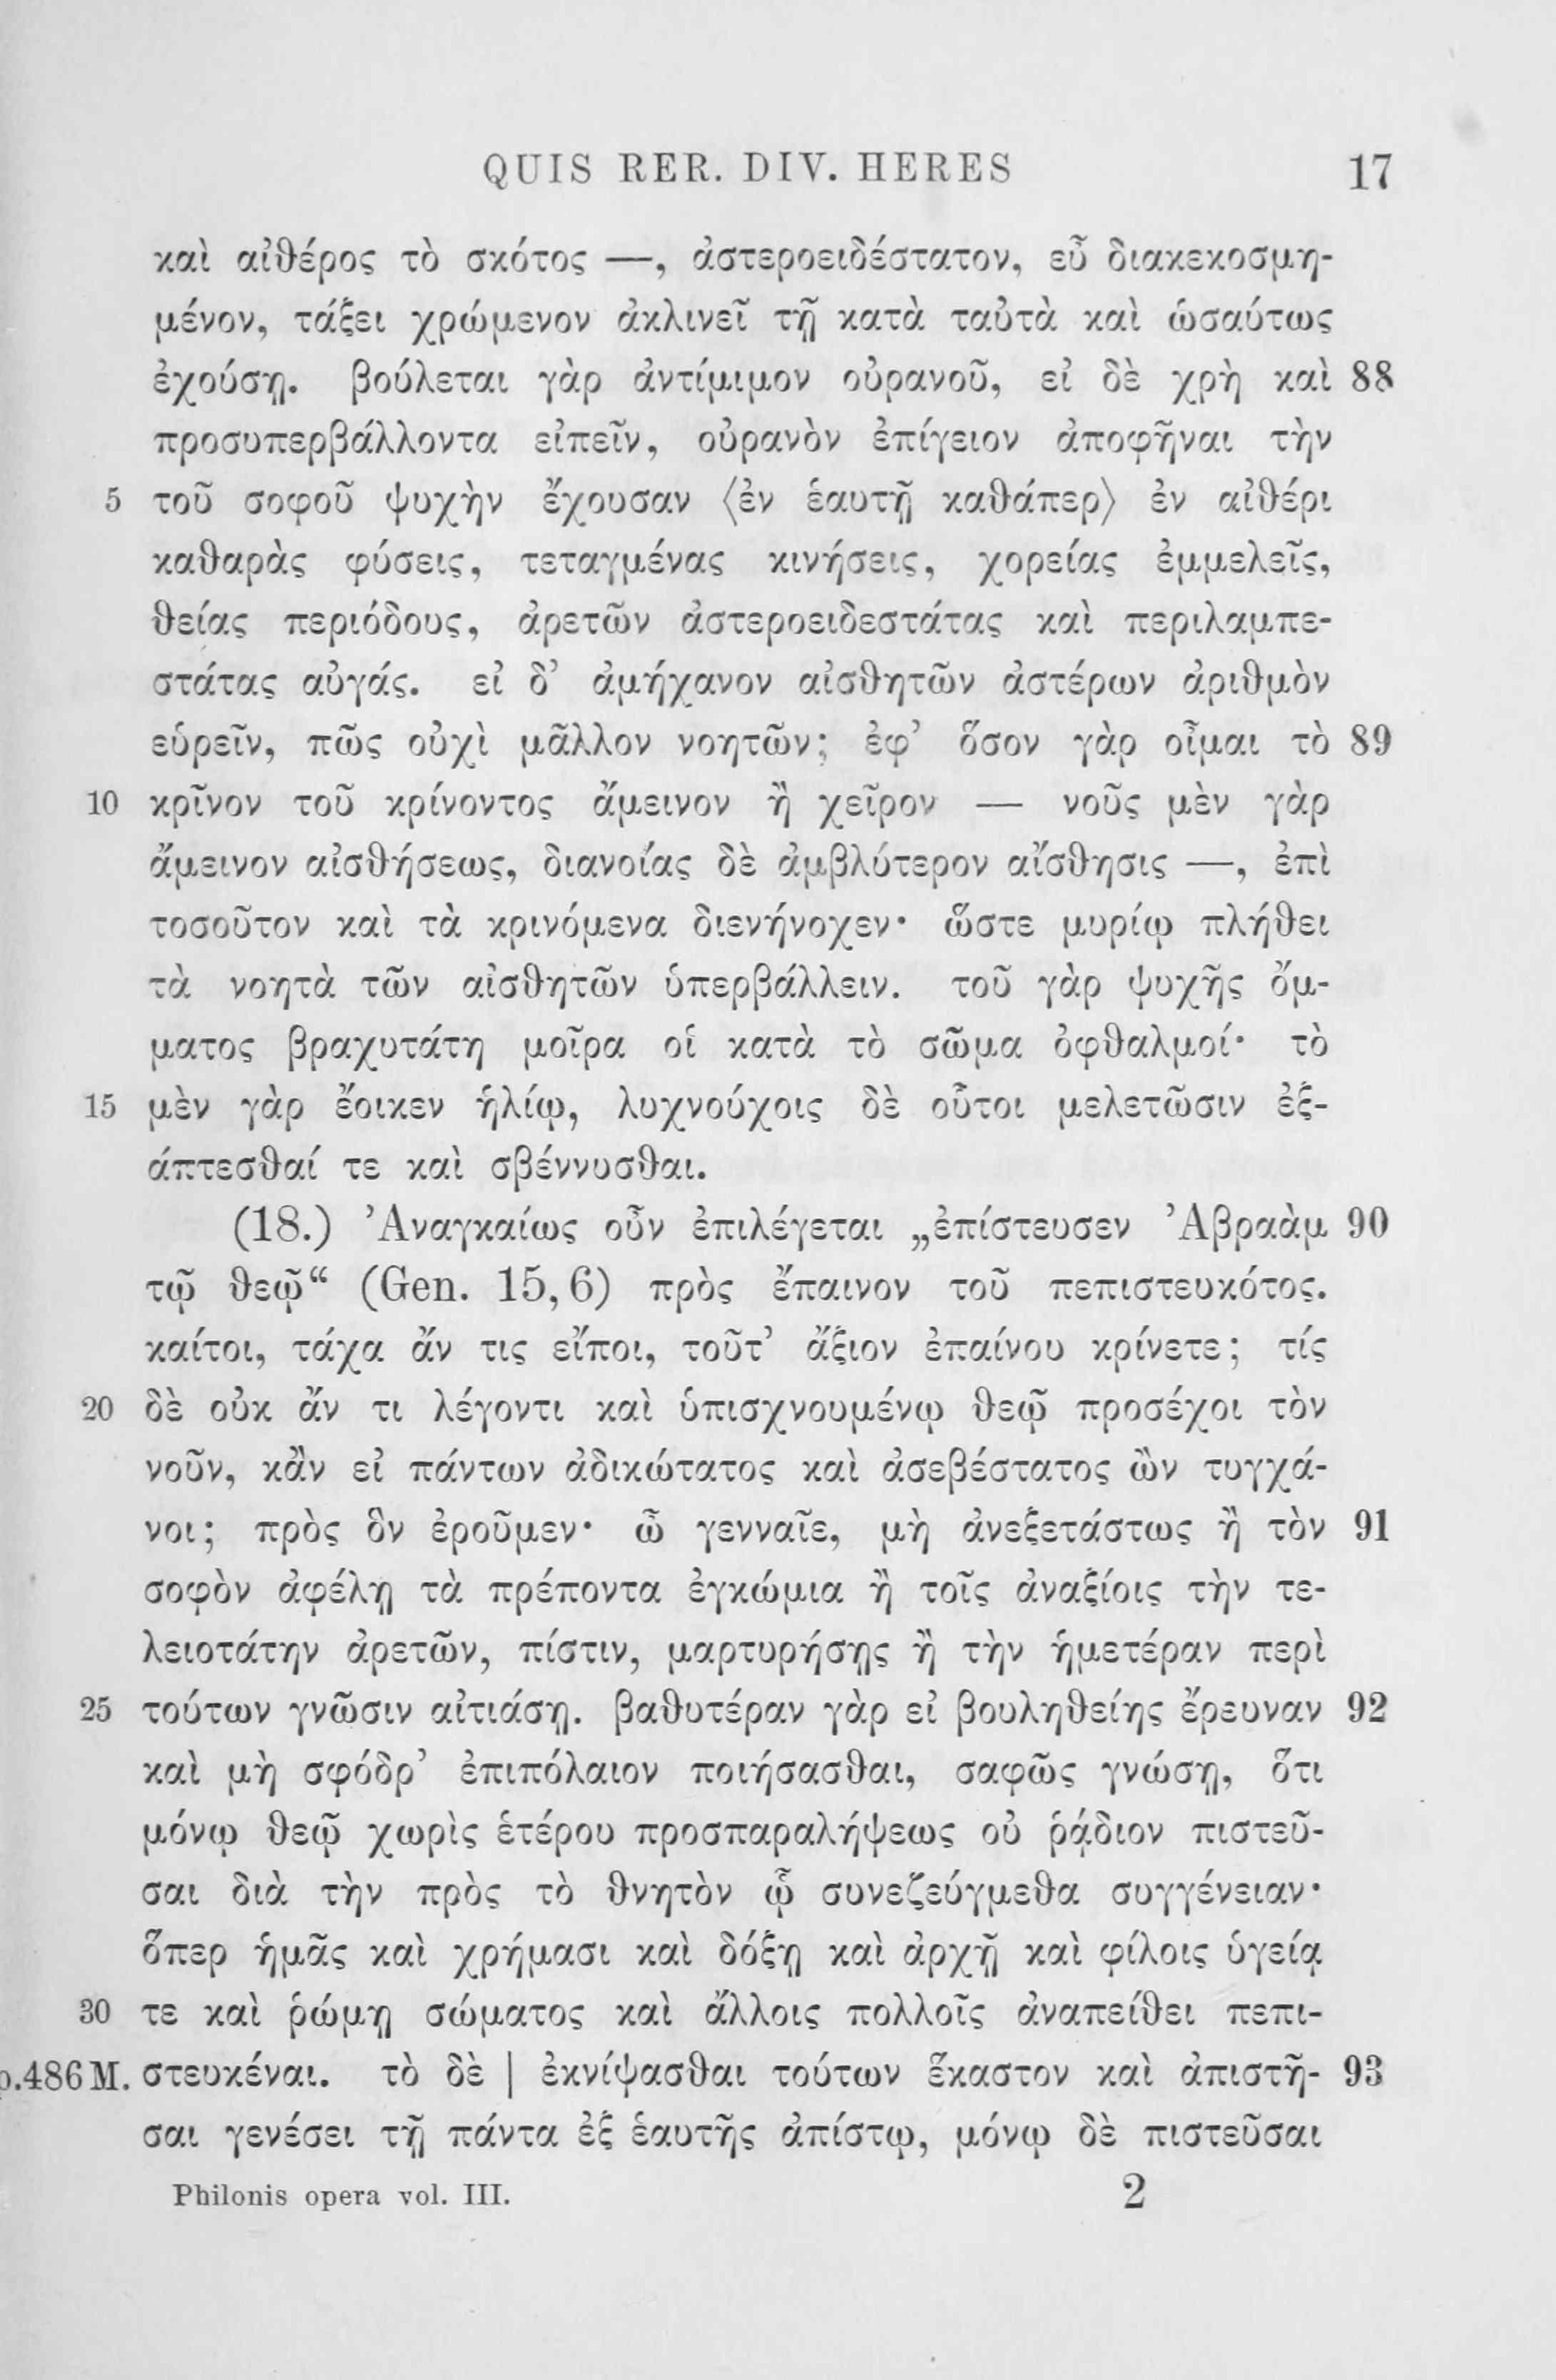 QUIS RER. DIV. HERES 17
καὶ αἰθέρος τὸ σκότος —, ἀστεροειδέστατον, εὖ διακεκοσμη-
μένον, τάξει χρώμενον ἀκλινεῖ τῇ κατὰ ταὐτὰ καὶ ὡσαύτως
ἐχούσῃ. βούλεται γὰρ ἀντίμιμον οὐρανοῦ, εἰ δὲ χρὴ καὶ 88
προσυπερβάλλοντα εἰπεῖν, οὐρανὸν ἐπίγειον ἀποφῆναι τὴν
5 τοῦ σοφοῦ ψυχὴν ἔχουσαν ⟨ἐν ἑαυτῇ καθάπερ⟩ ἐν αἰθέρι
καθαρὰς φύσεις, τεταγμένας κινήσεις, χορείας ἐμμελεῖς,
θείας περιόδους, ἀρετῶν ἀστεροειδεστάτας καὶ περιλαμπε-
στάτας αὐγάς. εἰ δ’ ἀμήχανον αἰσθητῶν ἀστέρων ἀριθμὸν
εὑρεῖν, πῶς οὐχὶ μᾶλλον νοητῶν; ἐφ’ ὅσον γὰρ οἶμαι τὸ 89
10 κρῖνον τοῦ κρίνοντος ἄμεινον ἢ χεῖρον — νοῦς μὲν γὰρ
ἄμεινον αἰσθήσεως, διανοίας δὲ ἀμβλύτερον αἴσθησις —, ἐπὶ
τοσοῦτον καὶ τὰ κρινόμενα διενήνοχεν· ὥστε μυρίῳ πλήθει
τὰ νοητὰ τῶν αἰσθητῶν ὑπερβάλλειν. τοῦ γὰρ ψυχῆς ὄμ-
ματος βραχυτάτη μοῖρα οἱ κατὰ τὸ σῶμα ὀφθαλμοί· τὸ
15 μὲν γὰρ ἔοικεν ἡλίῳ, λυχνούχοις δὲ οὗτοι μελετῶσιν ἐξ-
άπτεσθαί τε καὶ σβέννυσθαι.
(18.) Ἀναγκαίως οὖν ἐπιλέγεται „ἐπίστευσεν Ἀβραὰμ 90
τῷ θεῷ“ (Gen. 15, 6) πρὸς ἔπαινον τοῦ πεπιστευκότος.
καίτοι, τάχα ἄν τις εἴποι, τοῦτ’ ἄξιον ἐπαίνου κρίνετε; τίς
20 δὲ οὐκ ἄν τι λέγοντι καὶ ὑπισχνουμένῳ θεῷ προσέχοι τὸν
νοῦν, κἂν εἰ πάντων ἀδικώτατος καὶ ἀσεβέστατος ὢν τυγχά-
νοι; πρὸς ὃν ἐροῦμεν· ὦ γενναῖε, μὴ ἀνεξετάστως ἢ τὸν 91
σοφὸν ἀφέλῃ τὰ πρέποντα ἐγκώμια ἢ τοῖς ἀναξίοις τὴν τε-
λειοτάτην ἀρετῶν, πίστιν, μαρτυρήσῃς ἢ τὴν ἡμετέραν περὶ
25 τούτων γνῶσιν αἰτιάσῃ. βαθυτέραν γὰρ εἰ βουληθείης ἔρευναν 92
καὶ μὴ σφόδρ’ ἐπιπόλαιον ποιήσασθαι, σαφῶς γνώσῃ, ὅτι
μόνῳ θεῷ χωρὶς ἑτέρου προσπαραλήψεως οὐ ῥᾴδιον πιστεῦ-
σαι διὰ τὴν πρὸς τὸ θνητὸν ᾧ συνεζεύγμεθα συγγένειαν·
ὅπερ ἡμᾶς καὶ χρήμασι καὶ δόξῃ καὶ ἀρχῇ καὶ φίλοις ὑγείᾳ
30 τε καὶ ῥώμῃ σώματος καὶ ἄλλοις πολλοῖς ἀναπείθει πεπι-
p.486 M. στευκέναι. τὸ δὲ | ἐκνίψασθαι τούτων ἕκαστον καὶ ἀπιστῆ- 93
σαι γενέσει τῇ πάντα ἐξ ἑαυτῆς ἀπίστῳ, μόνῳ δὲ πιστεῦσαι
Philonis opera vol. III. 2